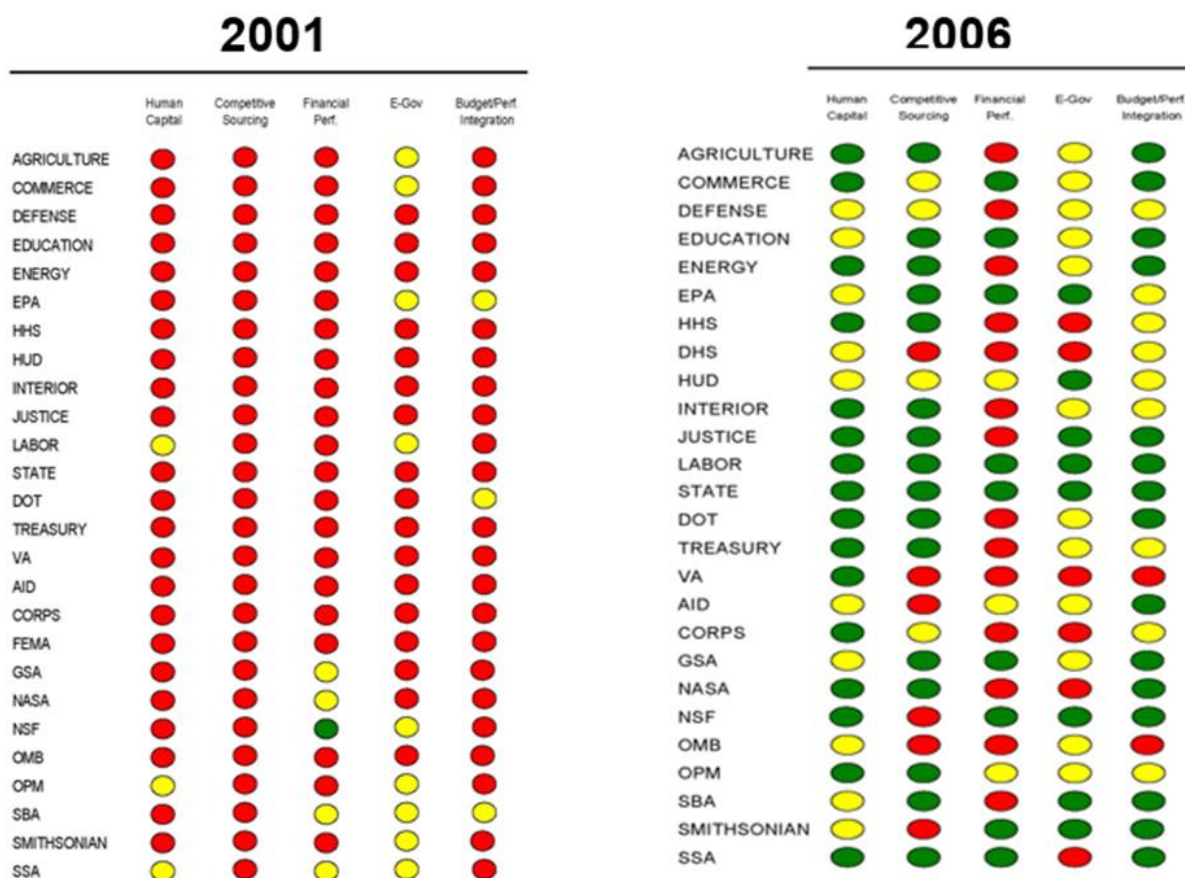 2001
Human Capital
Competitive Sourcing
Financial Perf.
E-Gov
Budget/Perf. Integration
AGRICULTURE
COMMERCE
DEFENSE
EDUCATION
ENERGY
EPA
HHS
HUD
INTERIOR
JUSTICE
LABOR
STATE
DOT
TREASURY
VA
AID
CORPS
FEMA
GSA
NASA
NSF
OMB
OPM
SBA
SMITHSONIAN
SSA
2006
Human Capital
Competitive Sourcing
Financial Perf.
E-Gov
Budget/Perf. Integration
AGRICULTURE
COMMERCE
DEFENSE
EDUCATION
ENERGY
EPA
HHS
DHS
HUD
INTERIOR
JUSTICE
LABOR
STATE
DOT
TREASURY
VA
AID
CORPS
GSA
NASA
NSF
OMB
OPM
SBA
SMITHSONIAN
SSA